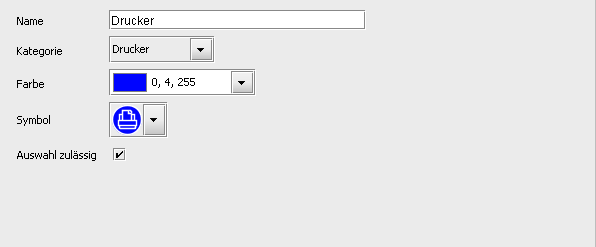 Name Drucker
Kategorie Drucker
Farbe 0, 4, 255
Symbol
Auswahl zulässig